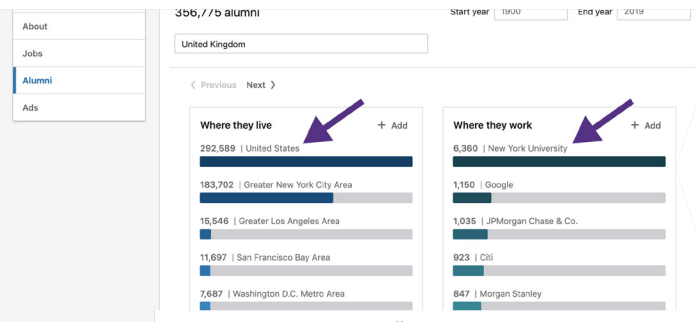 356,775 alumni
Start year 1900 End year 2019
About
United Kingdom
Jobs
Alumni
Previous Next
Ads
Where they live + Add
292,589 | United States
183,702 | Greater New York City Area
15,546 | Greater Los Angeles Area
11,697 | San Francisco Bay Area
7,687 | Washington D.C. Metro Area
Where they work + Add
6,360 | New York University
1,150 | Google
1,035 | JPMorgan Chase & Co.
923 | Citi
847 | Morgan Stanley